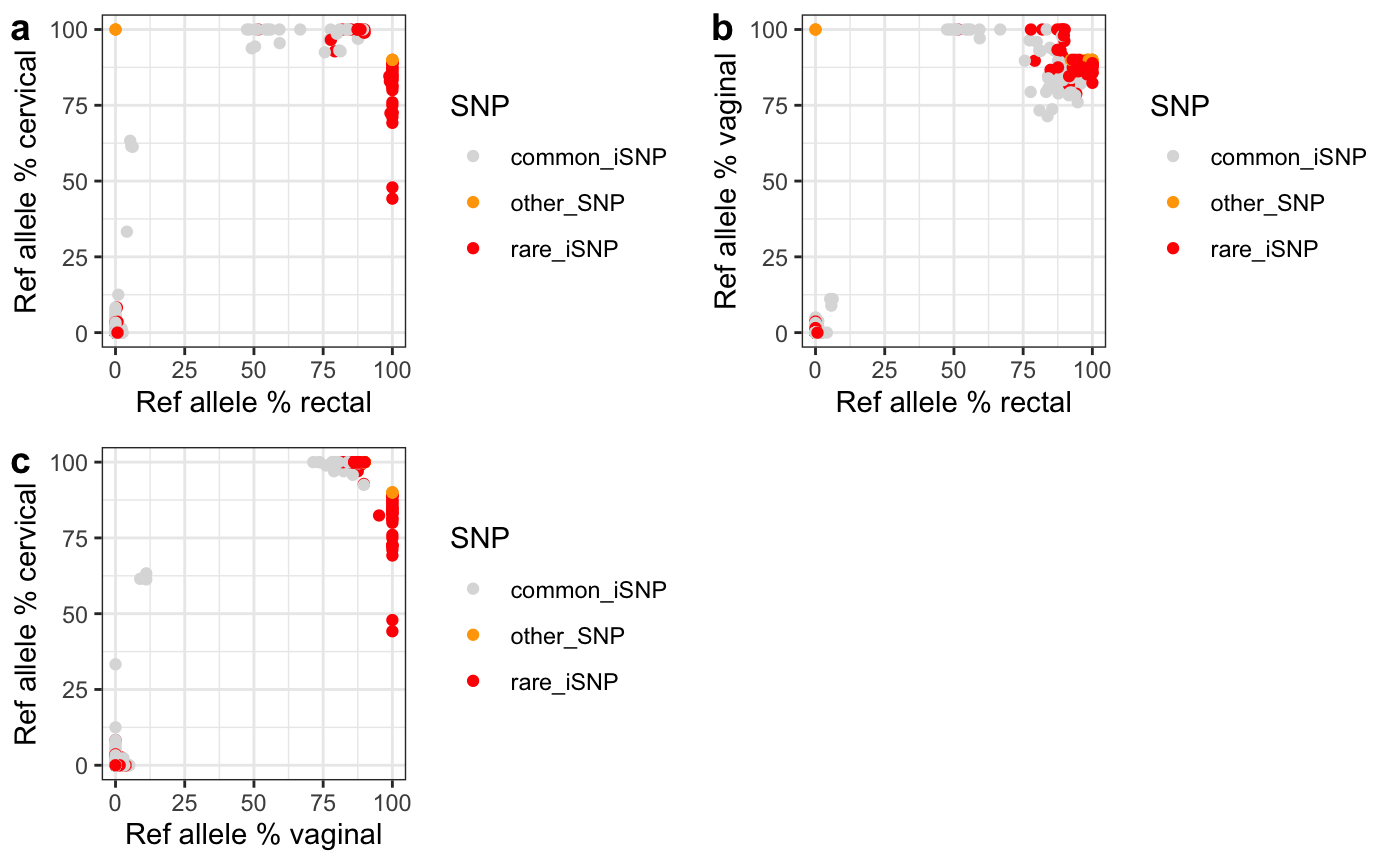 a
Ref allele % cervical
100
75
50
25
0
0 25 50 75 100
Ref allele % rectal
SNP
common_iSNP
other_SNP
rare_iSNP
b
Ref allele % vaginal
100
75
50
25
0
0 25 50 75 100
Ref allele % rectal
SNP
common_iSNP
other_SNP
rare_iSNP
c
Ref allele % cervical
100
75
50
25
0
0 25 50 75 100
Ref allele % vaginal
SNP
common_iSNP
other_SNP
rare_iSNP